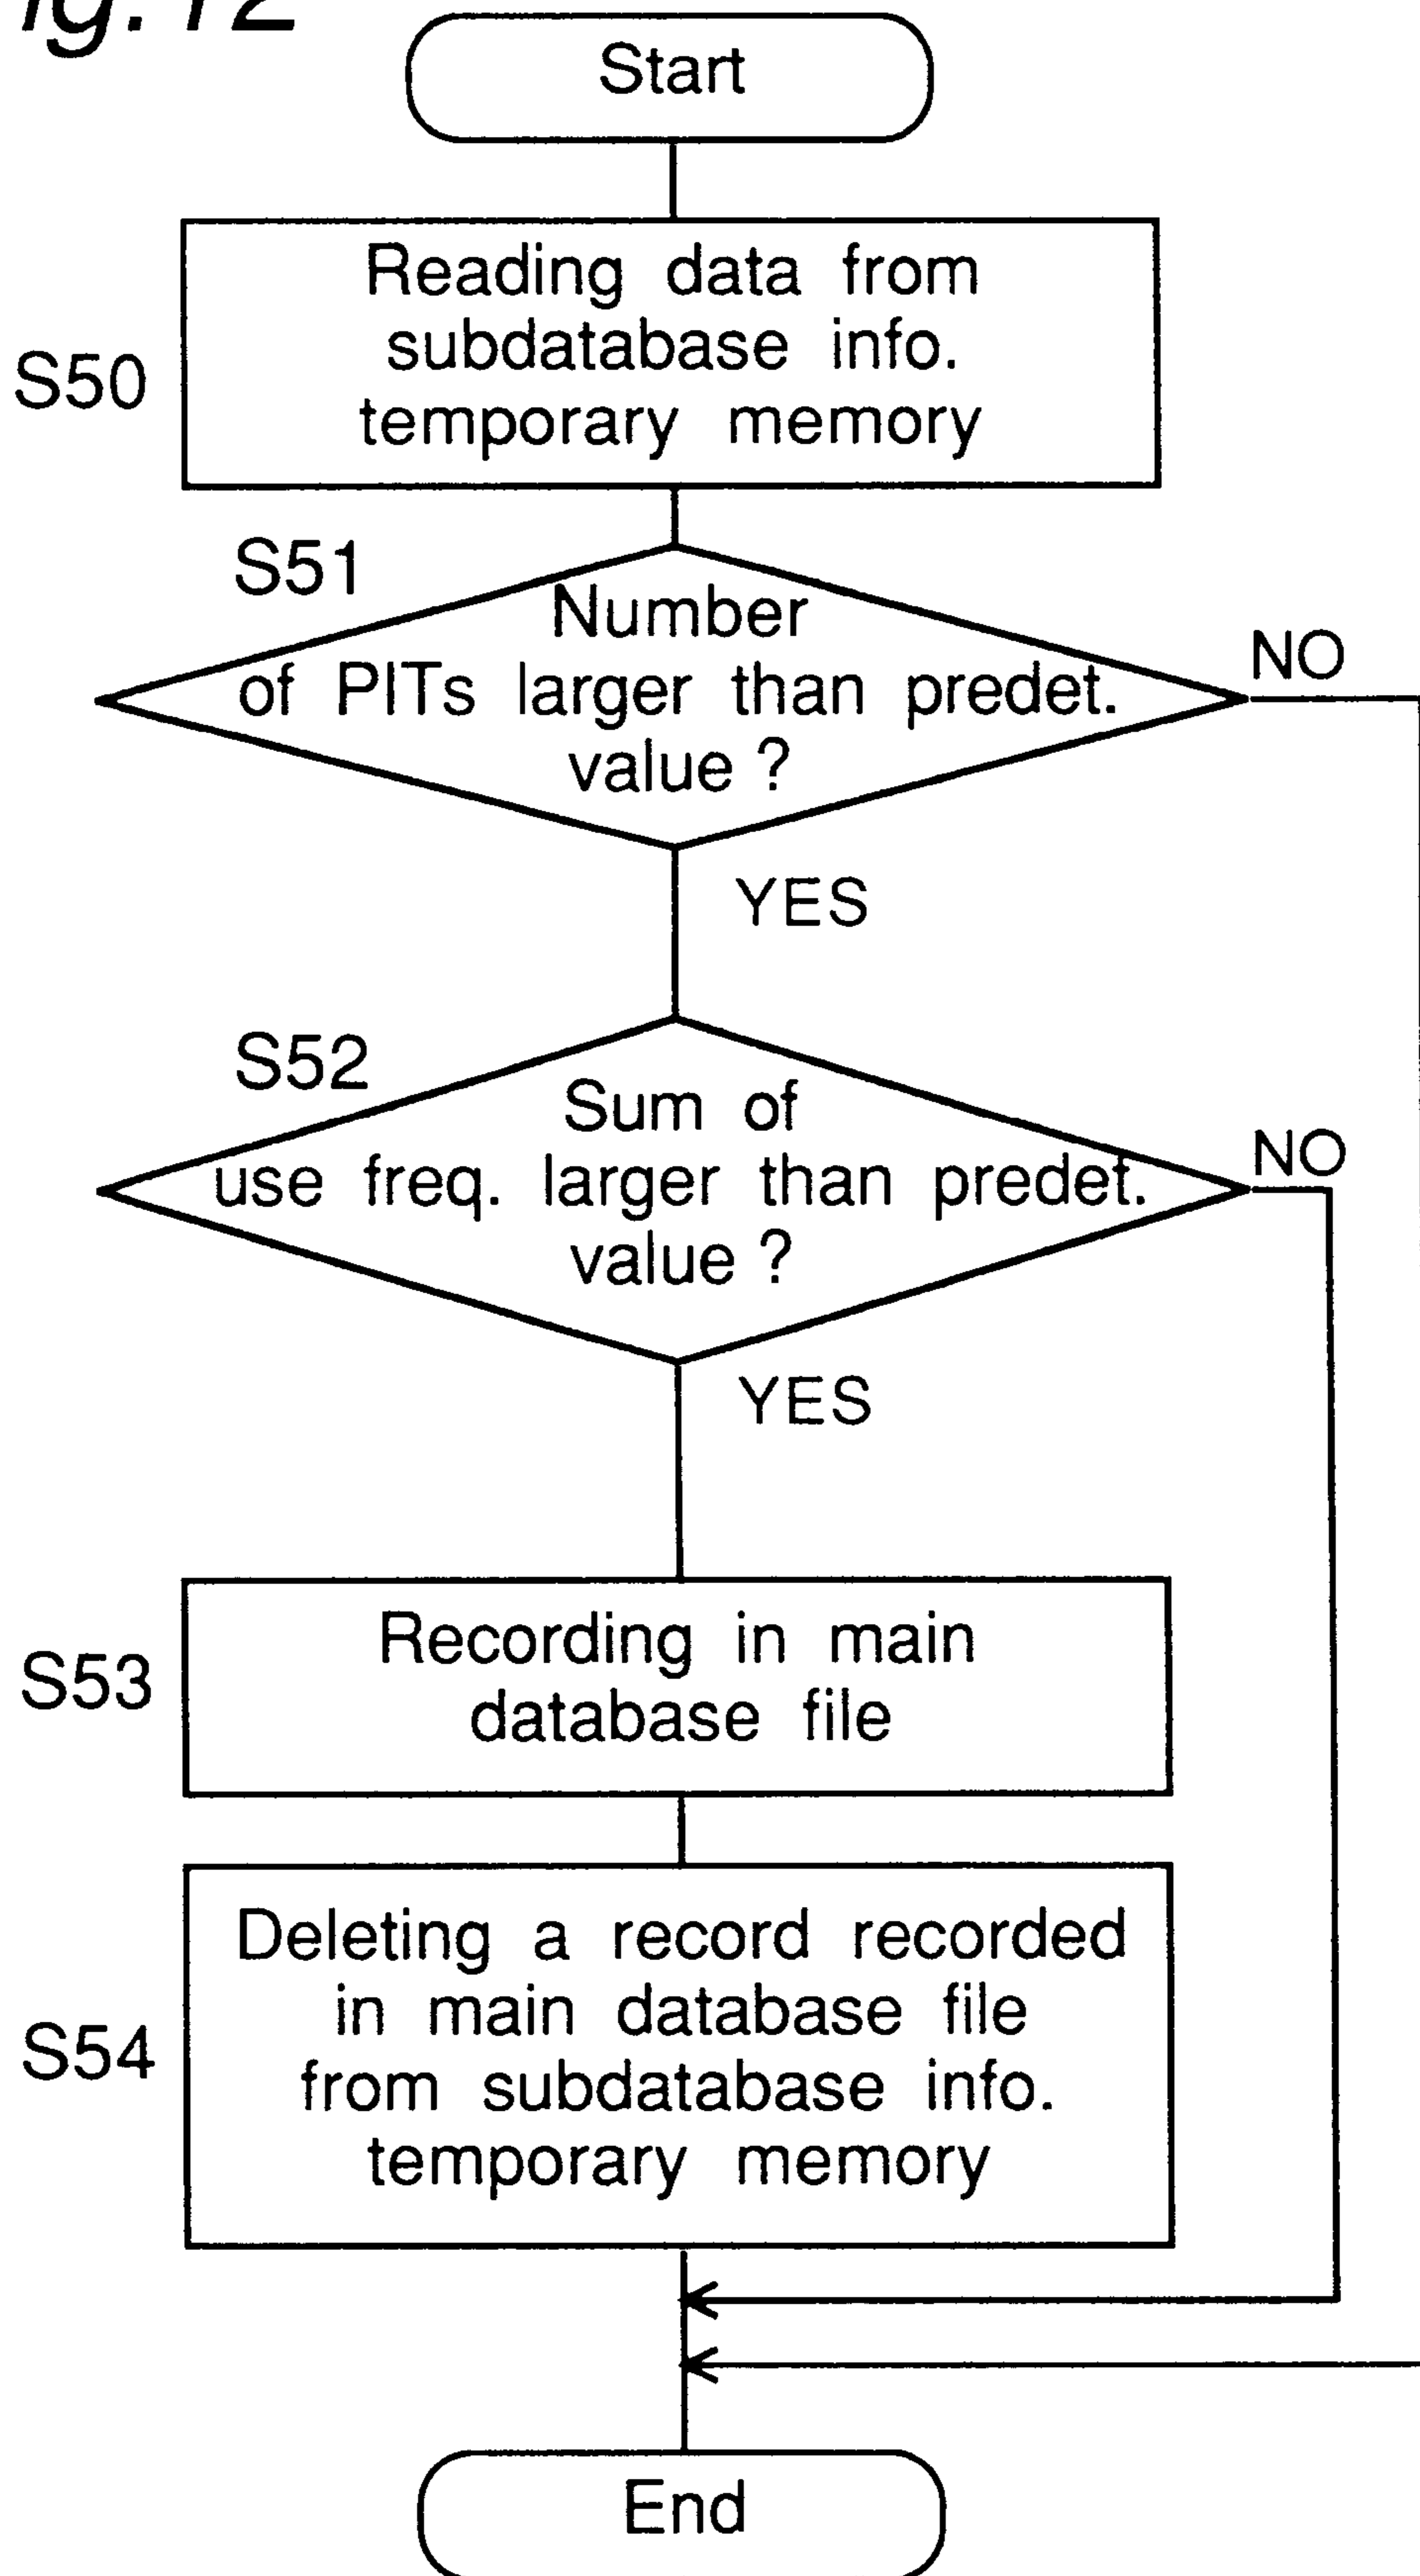 ig.12
Start
Reading data from
subdatabase info.
temporary memory
S50
S51
Number
of PITs larger than predet.
value ?
NO
YES
S52
Sum of
use freq. larger than predet.
value ?
NO
YES
Recording in main
database file
S53
Deleting a record recorded
in main database file
from subdatabase info.
temporary memory
S54
End